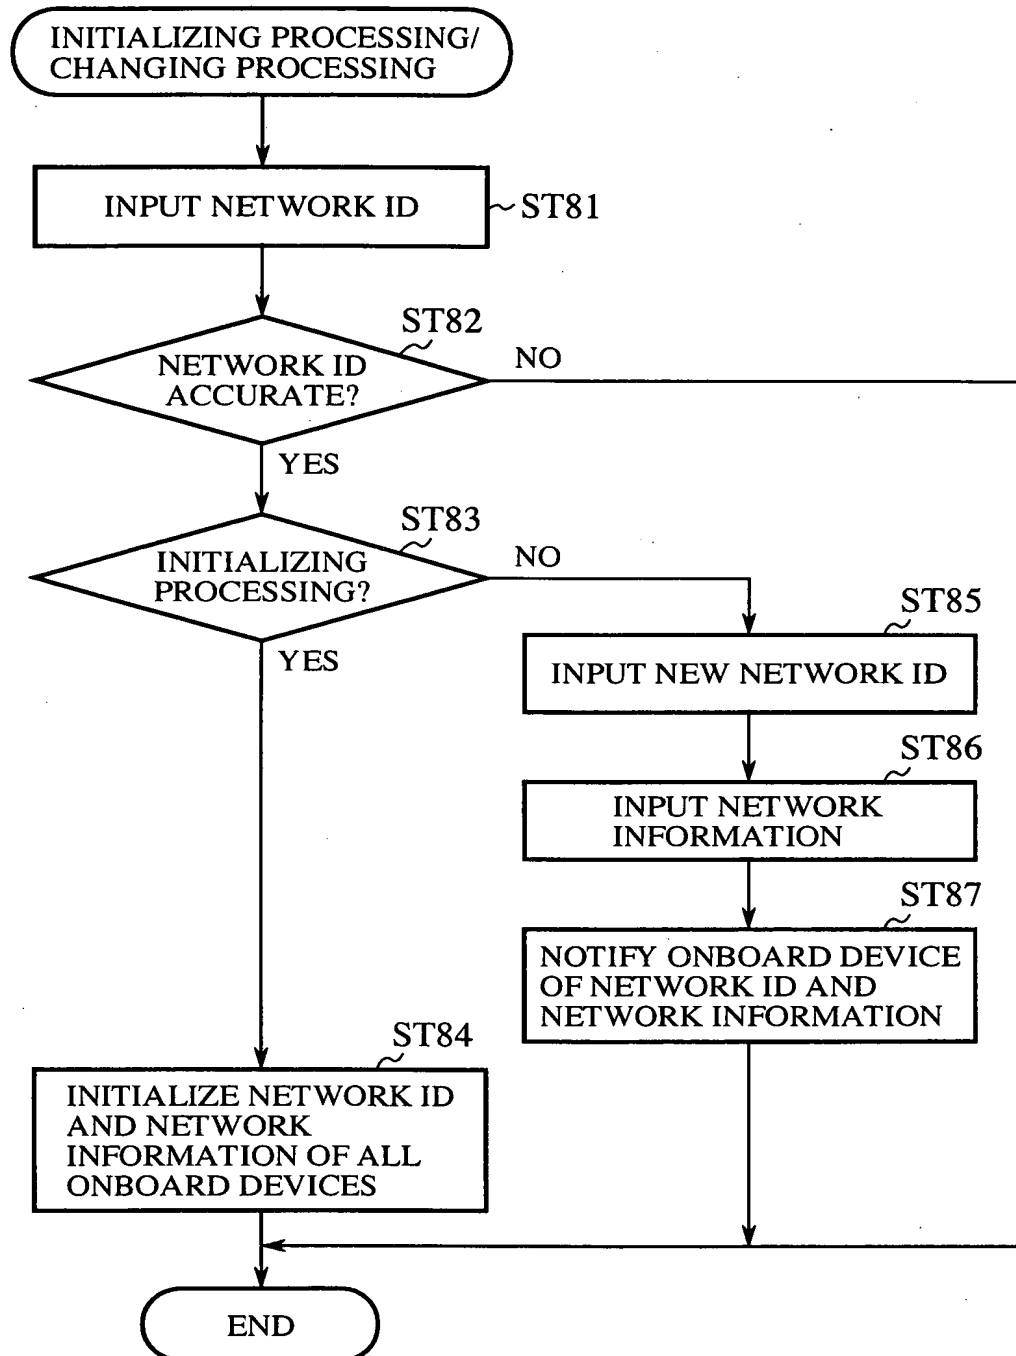 INITIALIZING PROCESSING/
CHANGING PROCESSING
INPUT NETWORK ID
ST81
ST82
NETWORK ID
ACCURATE?
NO
YES
ST83
INITIALIZING
PROCESSING?
NO
YES
ST85
INPUT NEW NETWORK ID
ST86
INPUT NETWORK
INFORMATION
ST87
NOTIFY ONBOARD DEVICE
OF NETWORK ID AND
NETWORK INFORMATION
ST84
INITIALIZE NETWORK ID
AND NETWORK
INFORMATION OF ALL
ONBOARD DEVICES
END